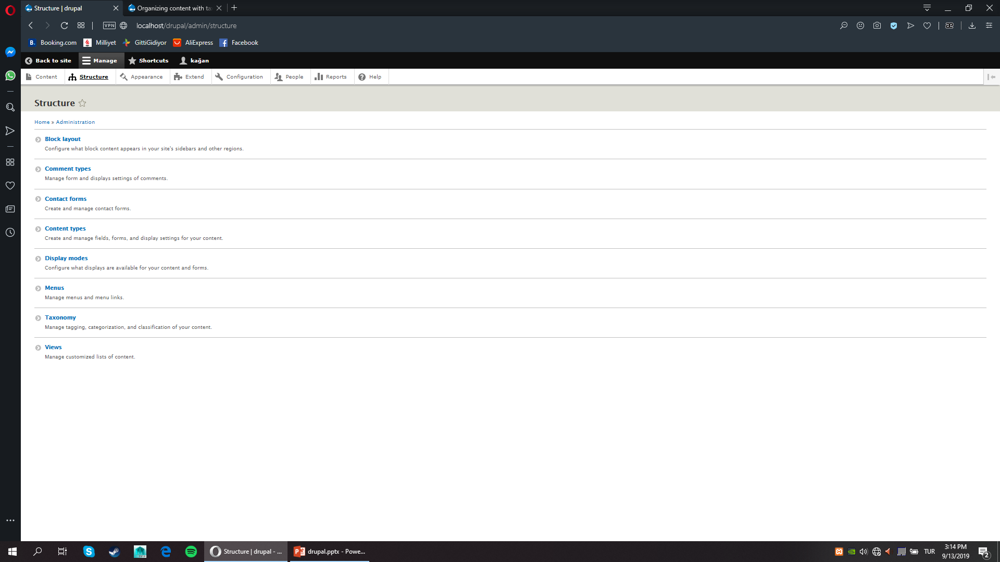 Structure | drupal
Organizing content with ta
VPN
localhost/drupal/admin/structure
B. Booking.com
Milliyet
GittiGidiyor
AliExpress
Facebook
Back to site
Manage
Shortcuts
kağan
Content
Structure
Appearance
Extend
Configuration
People
Reports
Help
Structure
Home » Administration
Block layout
Configure what block content appears in your site's sidebars and other regions.
Comment types
Manage form and displays settings of comments.
Contact forms
Create and manage contact forms.
Content types
Create and manage fields, forms, and display settings for your content.
Display modes
Configure what displays are available for your content and forms.
Menus
Manage menus and menu links.
Taxonomy
Manage tagging, categorization, and classification of your content.
Views
Manage customized lists of content.
Structure | drupal - ...
drupal.pptx - Powe...
TUR
3:14 PM
9/13/2019
2